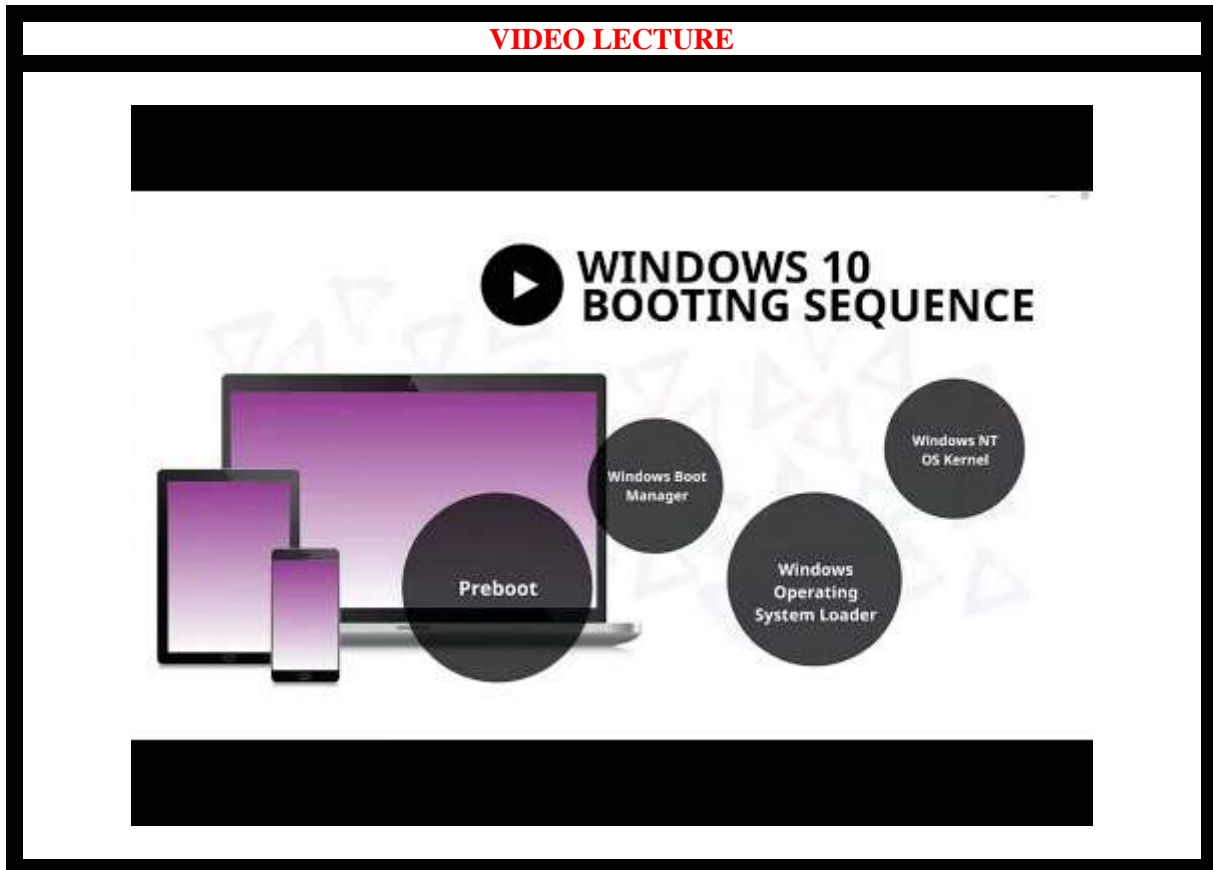 VIDEO LECTURE
WINDOWS 10
BOOTING SEQUENCE
Preboot
Windows Boot
Manager
Windows
Operating
System Loader
Windows NT
OS Kernel